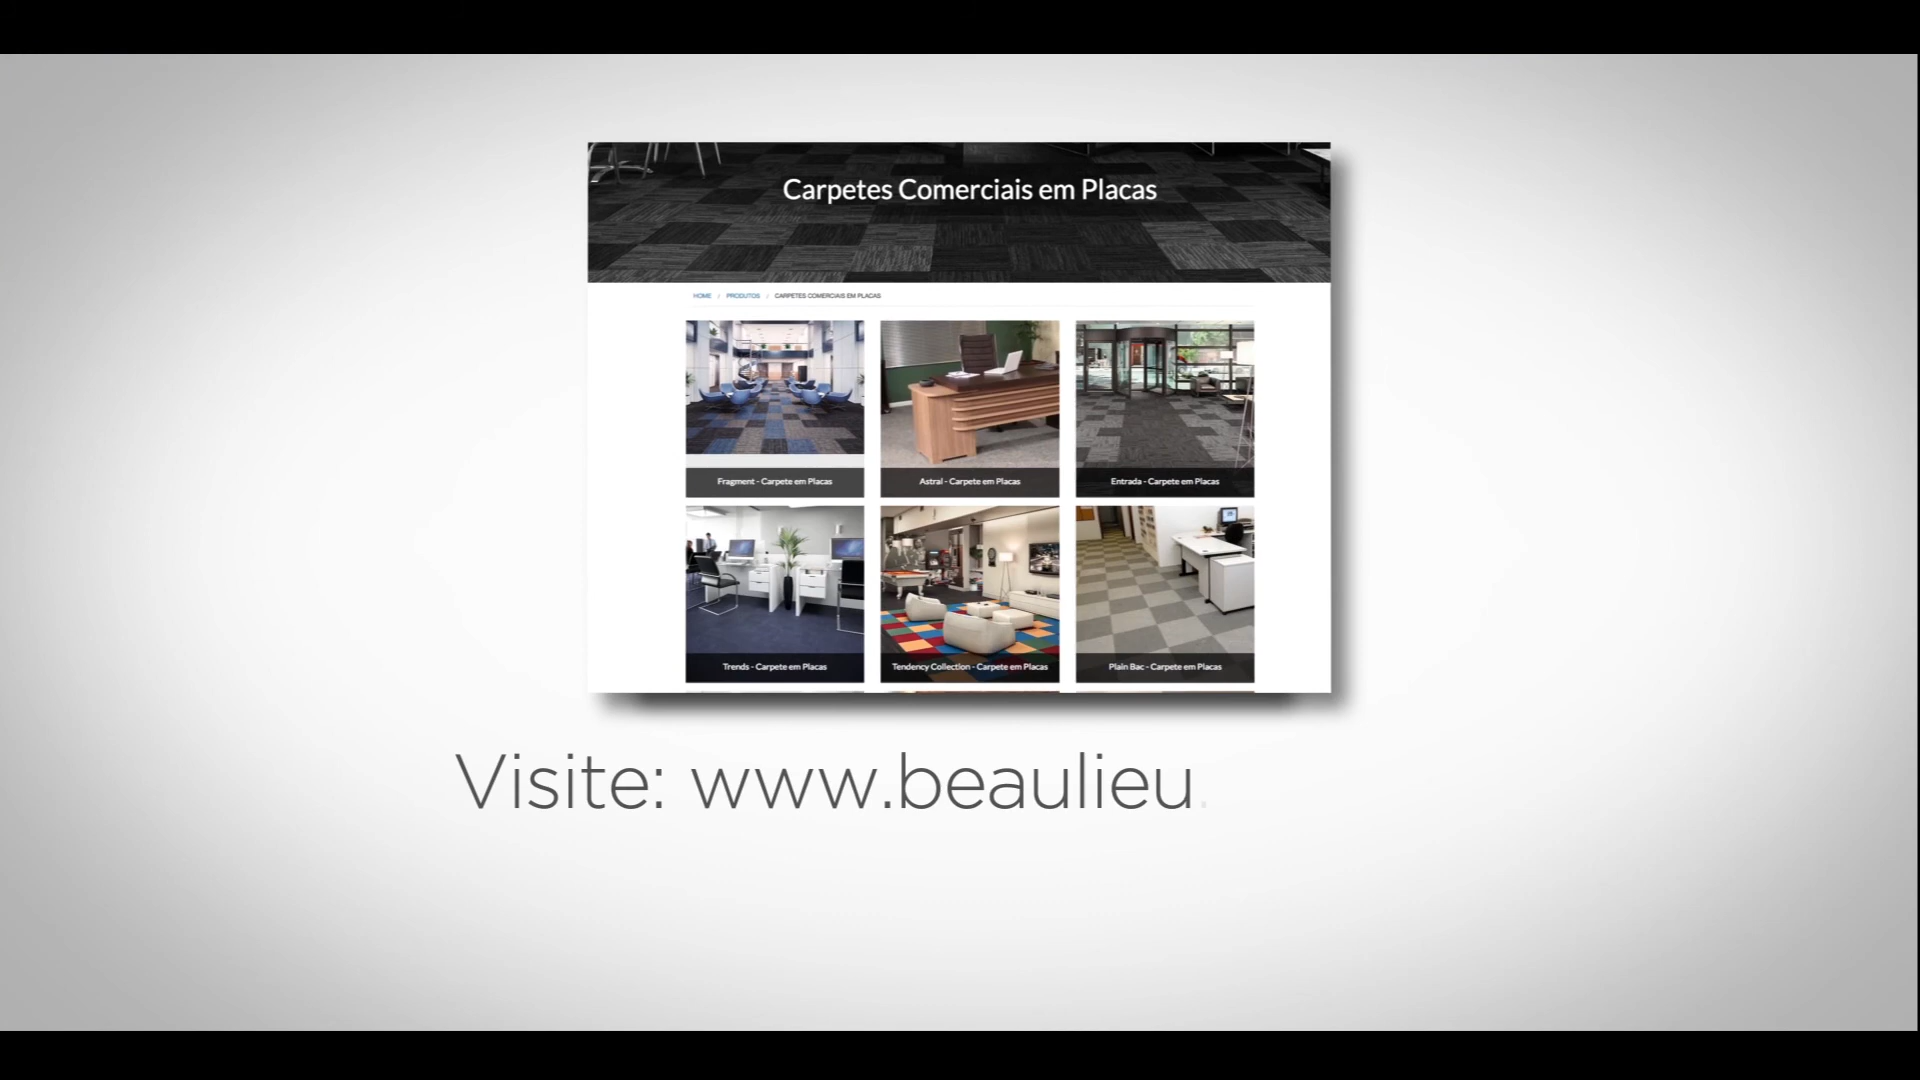 Carpetes Comerciais em Placas
HOME / PRODUTOS / CARPETES COMERCIAIS EM PLACAS
Fragment - Carpete em Placas
Astral - Carpete em Placas
Entrada - Carpete em Placas
Trends - Carpete em Placas
Tendency Collection - Carpete em Placas
Plain Bac - Carpete em Placas
Visite: www.beaulieu.